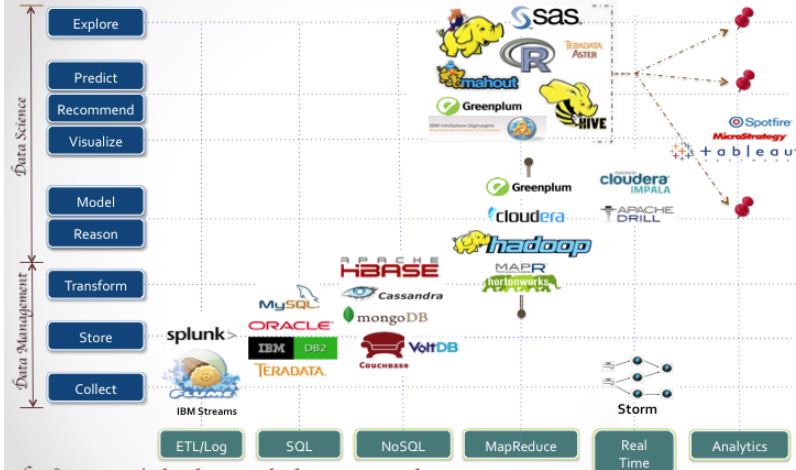 Explore
Predict
Recommend
Visualize
Model
Reason
Transform
Store
Collect
Data Science
Data Management
sas
R
TERADATA
ASTER
mahout
Greenplum
IBM InfoSphere BigInsights
HIVE
Spotfire
MicroStrategy
+ableau
Greenplum
cloudera
IMPALA
cloudera
APACHE
DRILL
hadoop
MAPR
hortonworks
APACHE
HBASE
Cassandra
mongoDB
COUCHBASE
VoltDB
MySQL
ORACLE
IBM DB2
TERADATA
splunk>
FLUME
IBM Streams
Storm
ETL/Log
SQL
NoSQL
MapReduce
Real
Time
Analytics